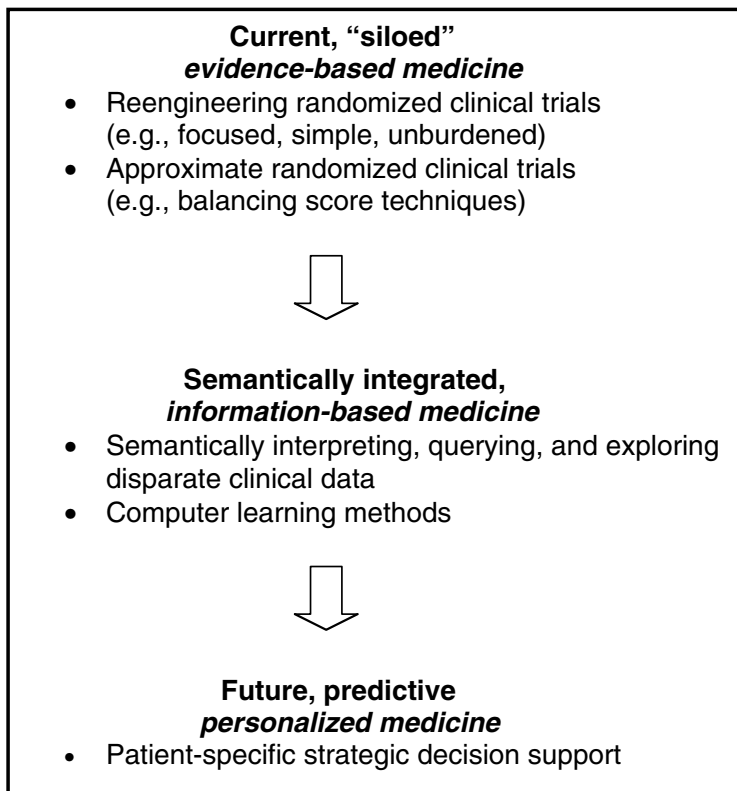 Current, “siloed”
evidence-based medicine
• Reengineering randomized clinical trials
(e.g., focused, simple, unburdened)
• Approximate randomized clinical trials
(e.g., balancing score techniques)
Semantically integrated,
information-based medicine
• Semantically interpreting, querying, and exploring
disparate clinical data
• Computer learning methods
Future, predictive
personalized medicine
• Patient-specific strategic decision support